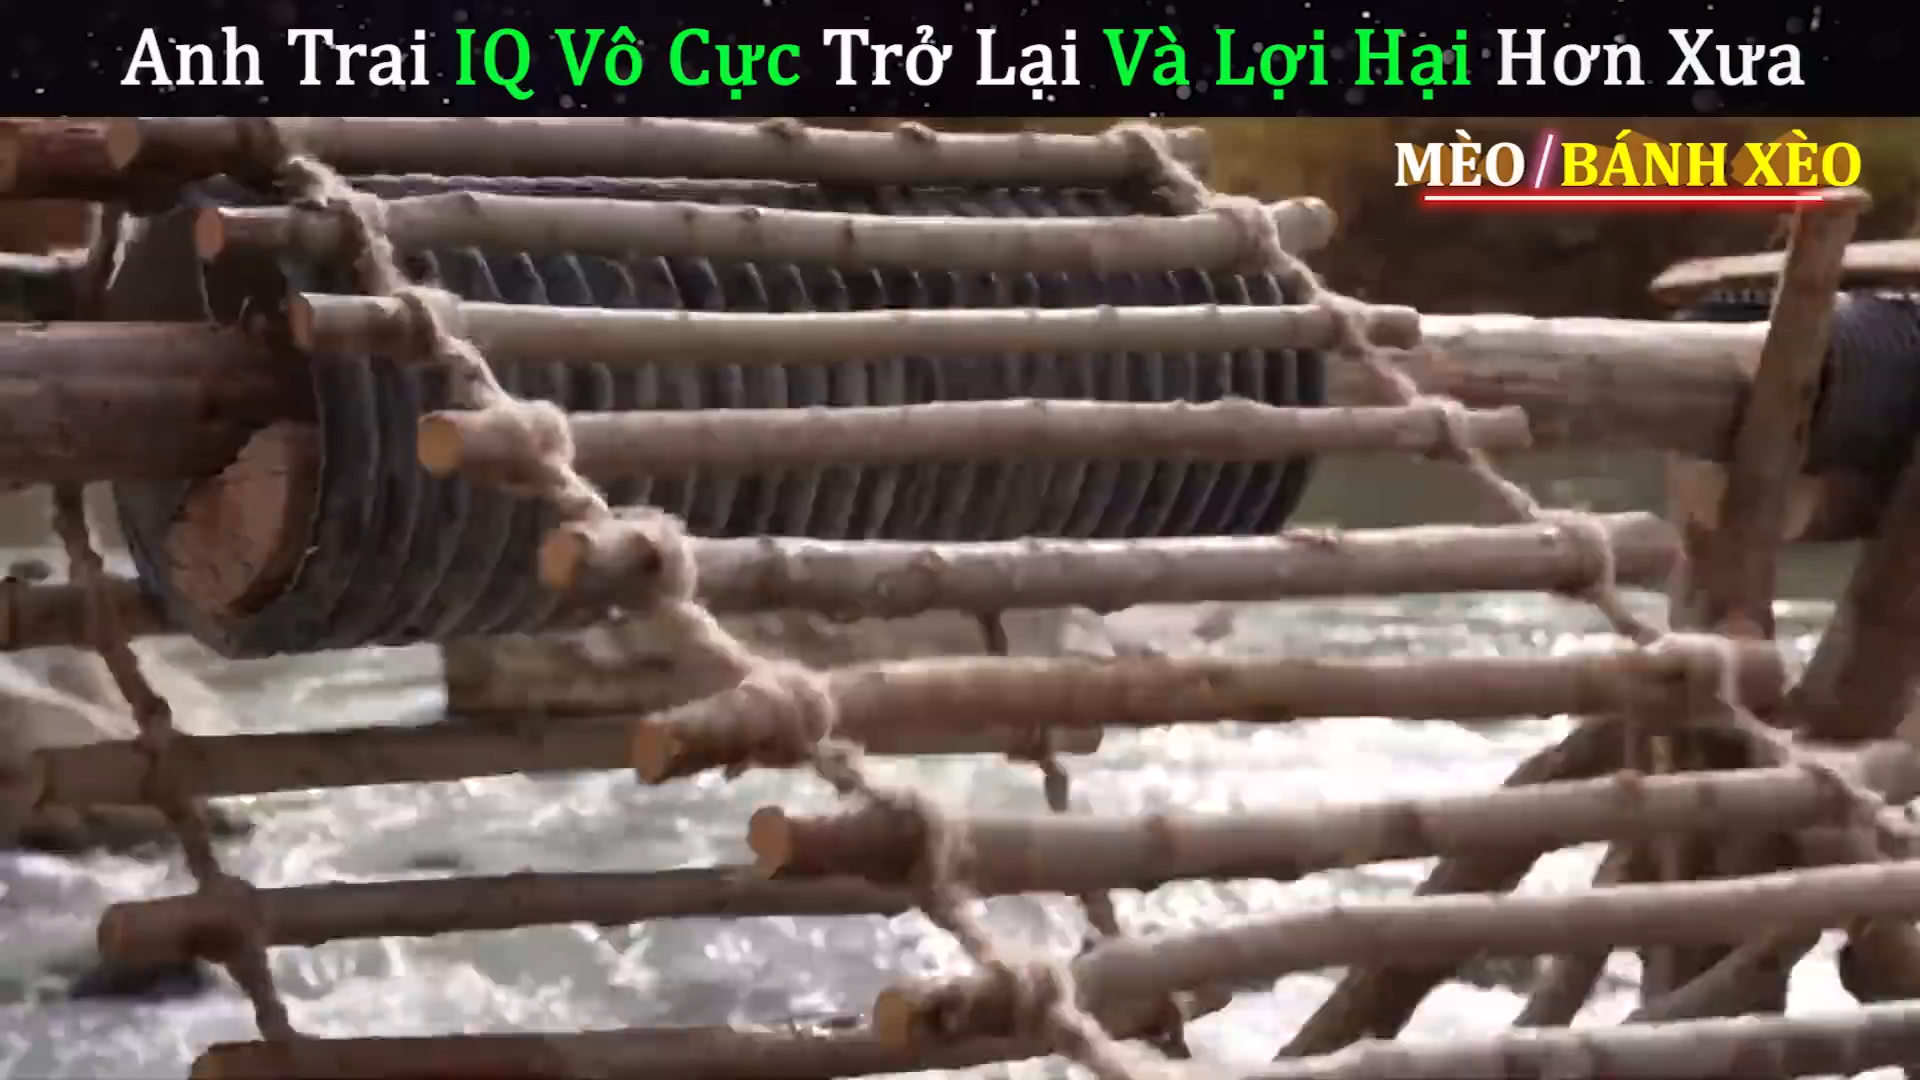 Anh Trai IQ Vô Cực Trở Lại Và Lợi Hại Hơn Xưa
MÈO/BÁNH XÈO